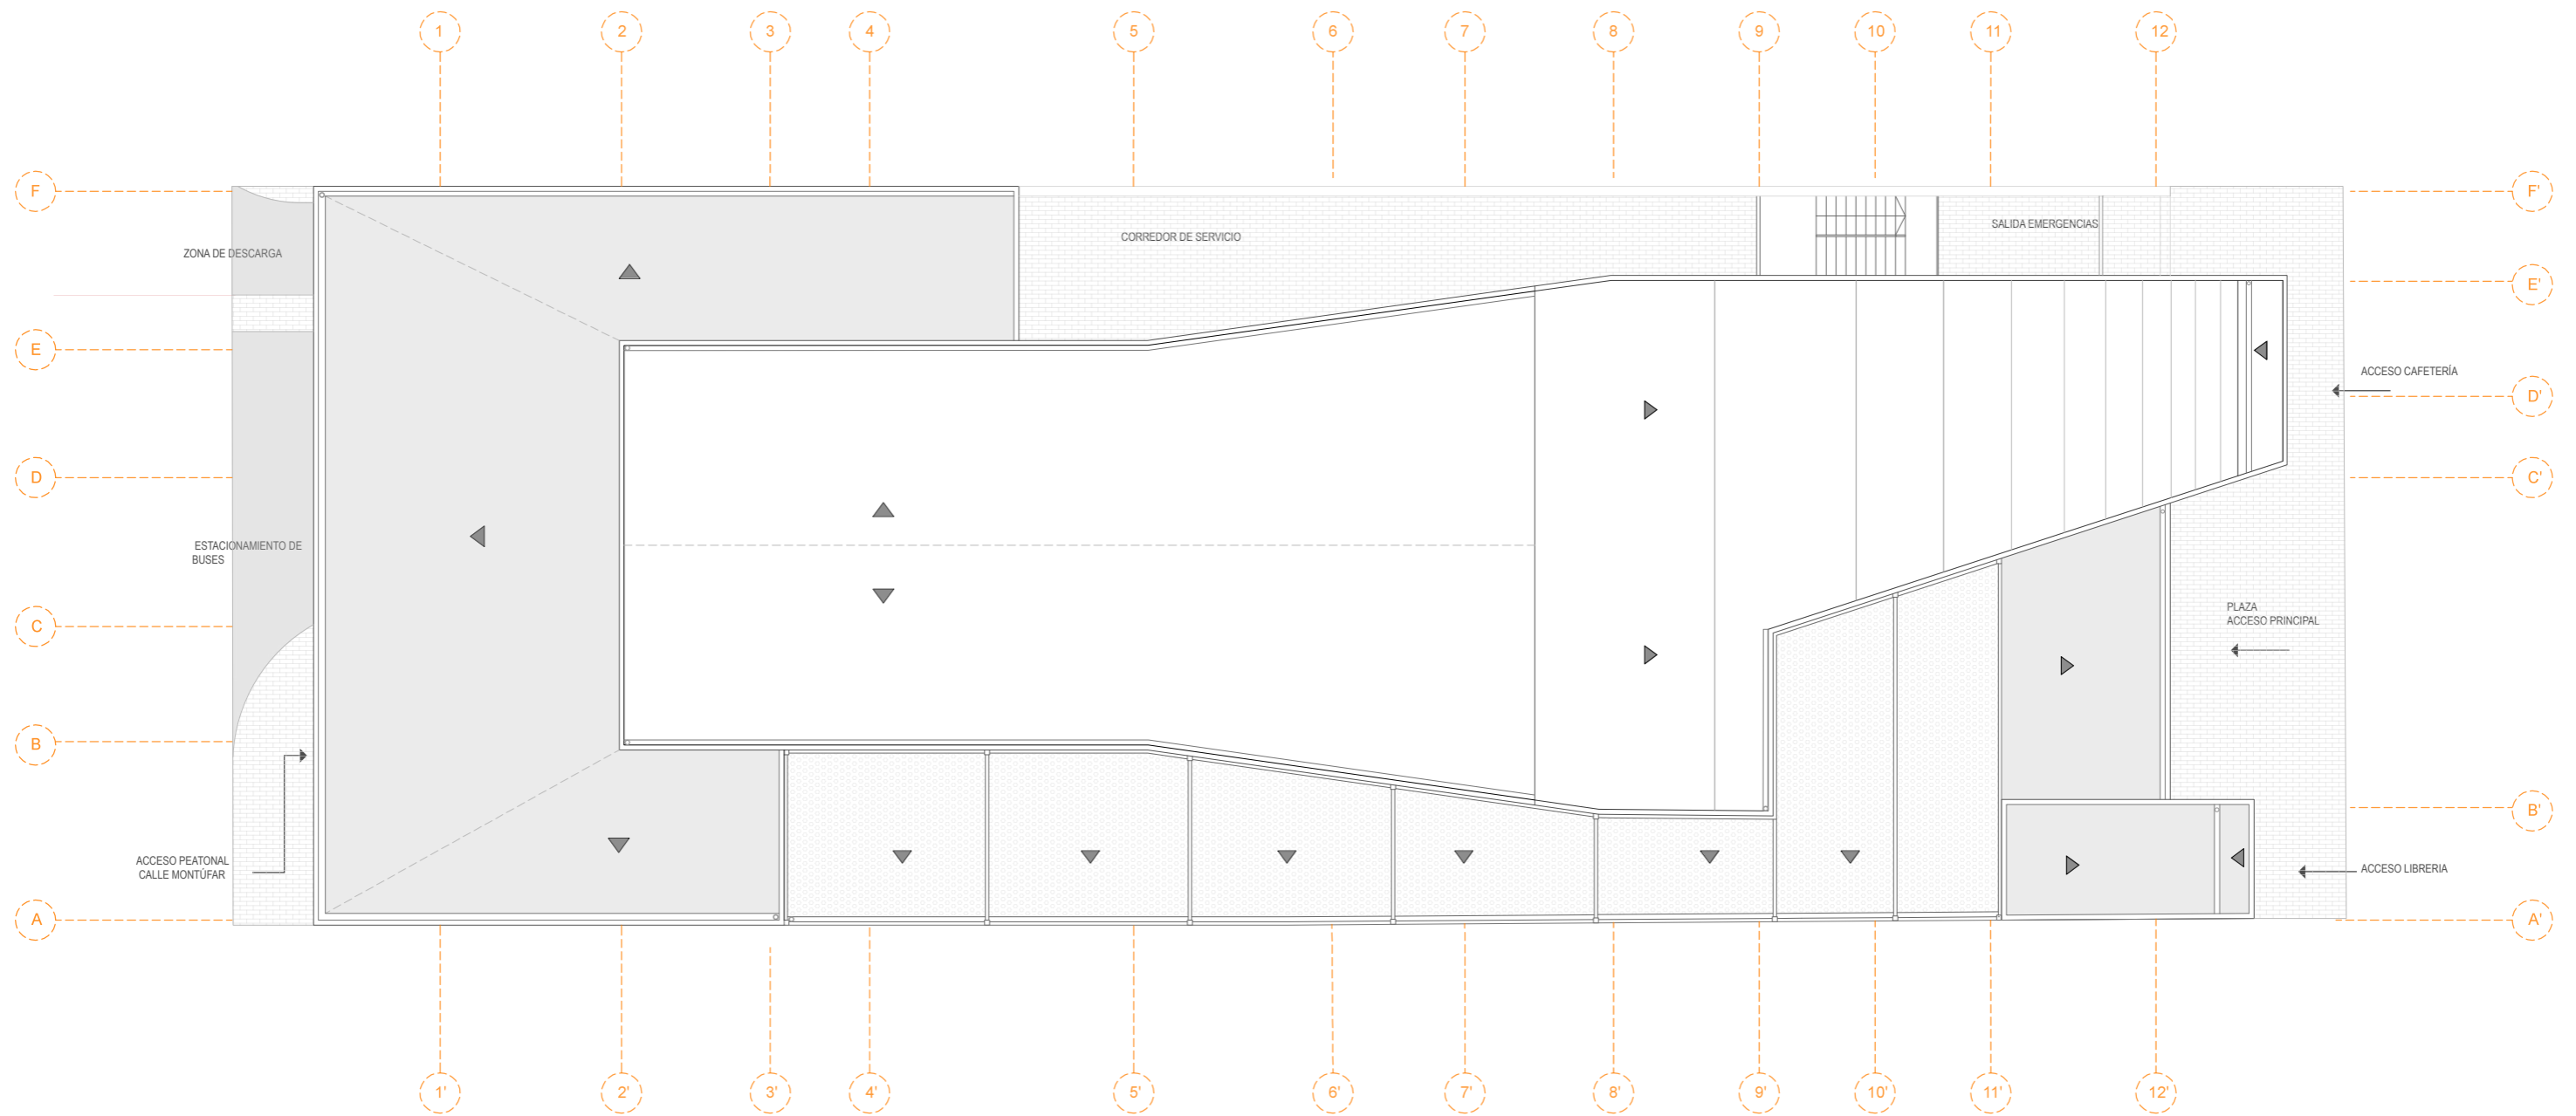 1
2
3
4
5
6
7
8
9
10
11
12
F
F'
ZONA DE DESCARGA
CORREDOR DE SERVICIO
SALIDA EMERGENCIAS
E'
E
ACCESO CAFETERÍA
D'
D
C'
ESTACIONAMIENTO DE
BUSES
PLAZA
ACCESO PRINCIPAL
C
B
B'
ACCESO PEATONAL
CALLE MONTÚFAR
ACCESO LIBRERIA
A
A'
1'
2'
3'
4'
5'
6'
7'
8'
9'
10'
11'
12'